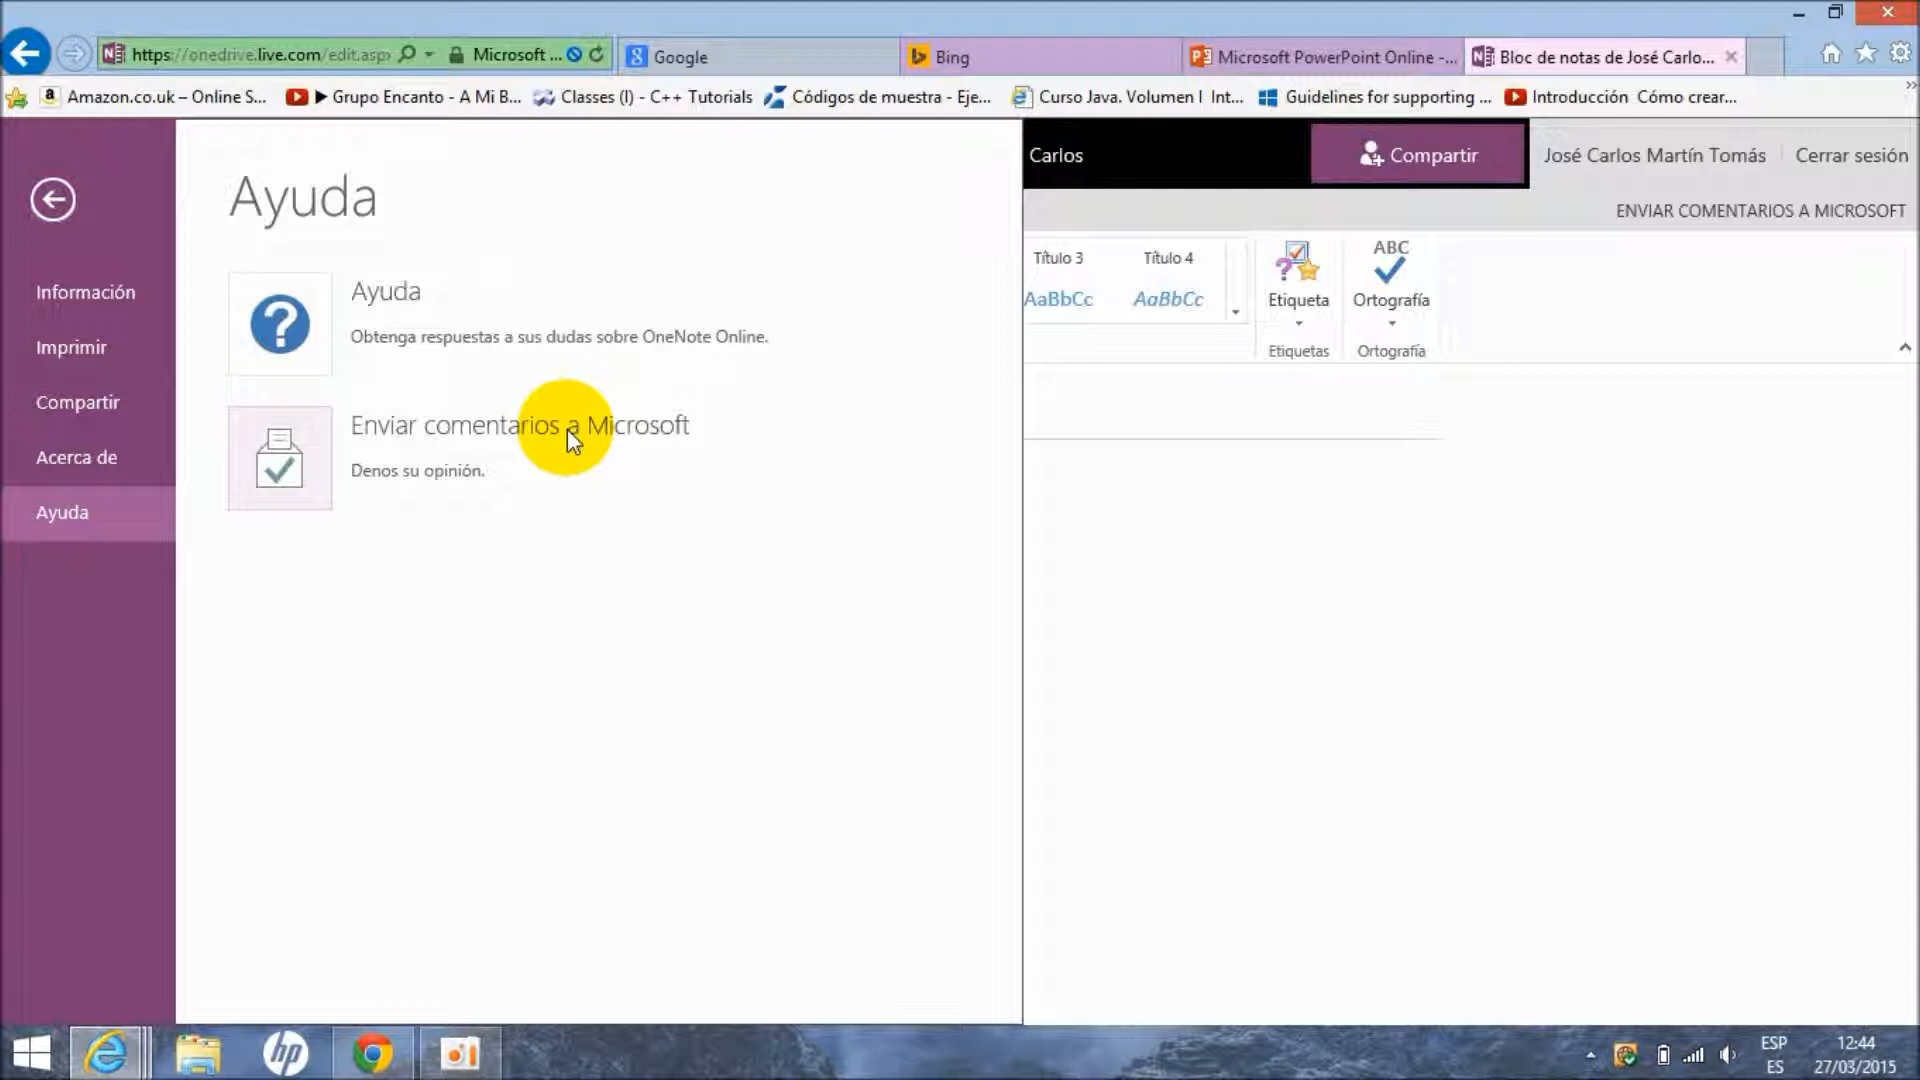 https://onedrive.live.com/edit.asp
Microsoft ...
Google
Bing
Microsoft PowerPoint Online -...
Bloc de notas de José Carlo...
Amazon.co.uk – Online S...
▶ Grupo Encanto - A Mi B...
Classes (I) - C++ Tutorials
Códigos de muestra - Eje...
Curso Java. Volumen I Int...
Guidelines for supporting ...
Introducción Cómo crear...
Carlos
Compartir
José Carlos Martín Tomás
Cerrar sesión
ENVIAR COMENTARIOS A MICROSOFT
Información
Imprimir
Compartir
Acerca de
Ayuda
Ayuda
Ayuda
Obtenga respuestas a sus dudas sobre OneNote Online.
Enviar comentarios a Microsoft
Denos su opinión.
Título 3
AaBbCc
Título 4
AaBbCc
Etiqueta
Etiquetas
ABC
Ortografía
Ortografía
hp
ESP
ES
12:44
27/03/2015